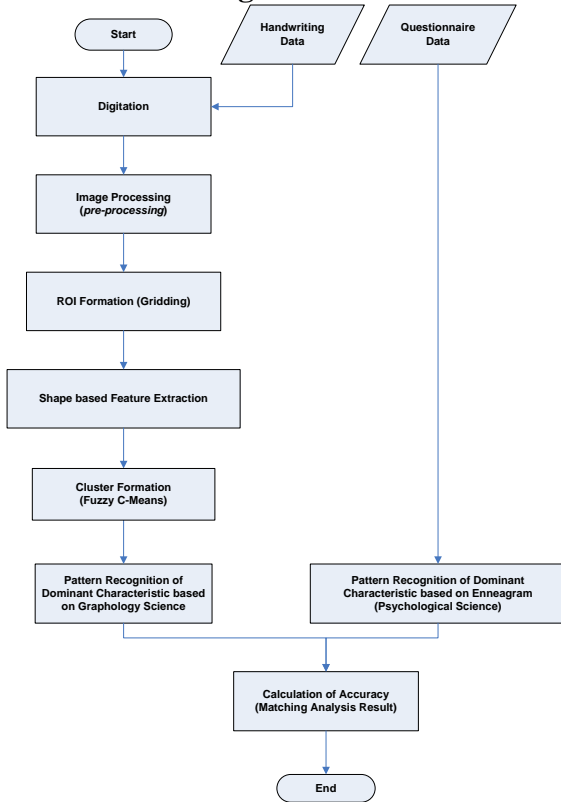 Start
Handwriting
Data
Questionnaire
Data
Digitation
Image Processing
(pre-processing)
ROI Formation (Gridding)
Shape based Feature Extraction
Cluster Formation
(Fuzzy C-Means)
Pattern Recognition of
Dominant Characteristic based
on Graphology Science
Pattern Recognition of Dominant
Characteristic based on Enneagram
(Psychological Science)
Calculation of Accuracy
(Matching Analysis Result)
End